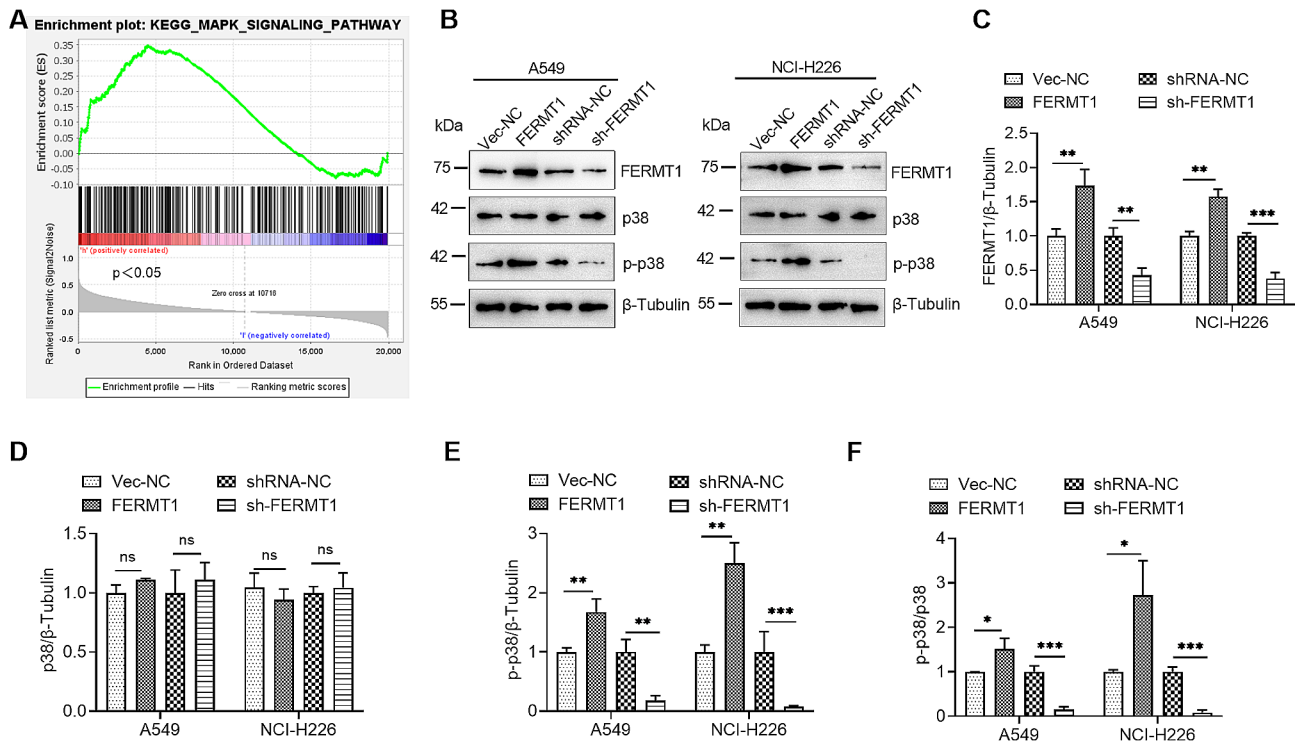 A
Enrichment plot: KEGG_MAPK_SIGNALING_PATHWAY
Enrichment score (ES)
0.35
0.30
0.25
0.20
0.15
0.10
0.05
0.00
-0.05
-0.10
'h' (positively correlated)
p<0.05
Zero cross at 10718
'l' (negatively correlated)
Ranked list metric (Signal2Noise)
1.0
0.5
0.0
-0.5
0 5,000 10,000 15,000 20,000
Rank in Ordered Dataset
Enrichment profile Hits Ranking metric scores
B
A549
kDa
Vec-NC FERMT1 shRNA-NC sh-FERMT1
75 FERMT1
42 p38
42 p-p38
55 β-Tubulin
NCI-H226
kDa
Vec-NC FERMT1 shRNA-NC sh-FERMT1
75 FERMT1
42 p38
42 p-p38
55 β-Tubulin
C
Vec-NC shRNA-NC
FERMT1 sh-FERMT1
FERMT1/β-Tubulin
2.5
2.0
1.5
1.0
0.5
0.0
** ** ** ***
A549 NCI-H226
D
Vec-NC shRNA-NC
FERMT1 sh-FERMT1
p38/β-Tubulin
1.5
1.0
0.5
0.0
ns ns ns ns
A549 NCI-H226
E
Vec-NC shRNA-NC
FERMT1 sh-FERMT1
p-p38/β-Tubulin
3
2
1
0
** ** ** ***
A549 NCI-H226
F
Vec-NC shRNA-NC
FERMT1 sh-FERMT1
p-p38/p38
4
2
1
0
* *** * ***
A549 NCI-H226